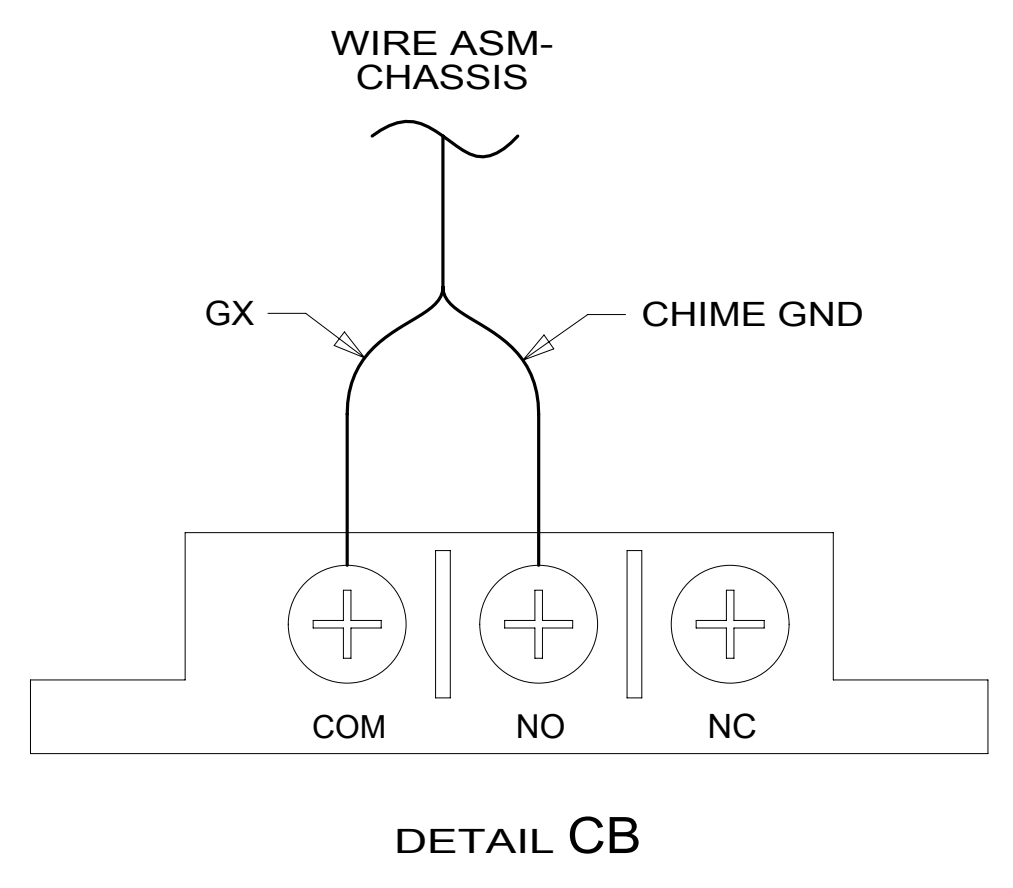 WIRE ASM-
CHASSIS
GX
CHIME GND
COM
NO
NC
DETAIL CB